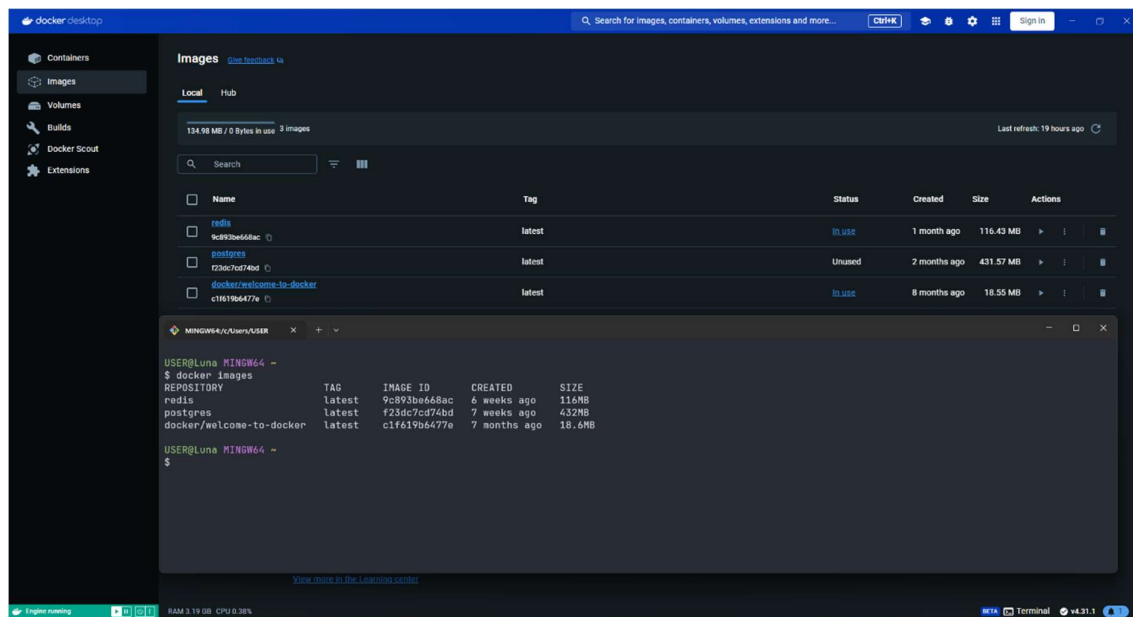 docker desktop
Search for images, containers, volumes, extensions and more... Ctrl+K
Sign in
Containers
Images
Volumes
Builds
Docker Scout
Extensions
Images Give feedback
Local Hub
134.98 MB / 0 Bytes in use 3 images Last refresh: 19 hours ago
Search
Name Tag Status Created Size Actions
redis
9c893be668ac latest In use 1 month ago 116.43 MB
postgres
f23dc7cd74bd latest Unused 2 months ago 431.57 MB
docker/welcome-to-docker
c1f619b6477e latest In use 8 months ago 18.55 MB
MINGW64:/c/Users/USER
USER@Luna MINGW64 ~
$ docker images
REPOSITORY TAG IMAGE ID CREATED SIZE
redis latest 9c893be668ac 6 weeks ago 116MB
postgres latest f23dc7cd74bd 7 weeks ago 432MB
docker/welcome-to-docker latest c1f619b6477e 7 months ago 18.6MB
USER@Luna MINGW64 ~
$
View more in the Learning center
Engine running RAM 3.19 GB CPU 0.38% BETA Terminal v4.31.1 1